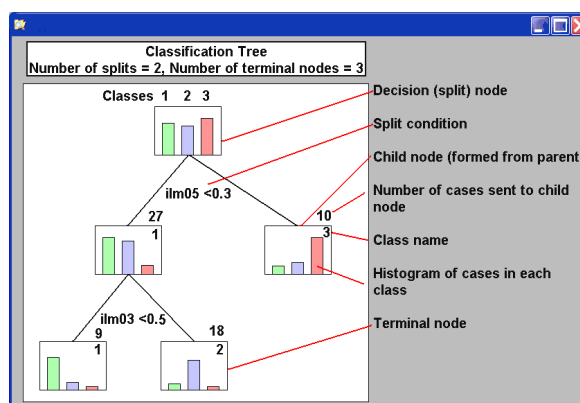 Classification Tree
Number of splits = 2, Number of terminal nodes = 3
Classes 1 2 3
Decision (split) node
Split condition
Child node (formed from parent
ilm05 <0.3
Number of cases sent to child
node
27
10
1
3
Class name
Histogram of cases in each
class
ilm03 <0.5
Terminal node
9
18
1
2